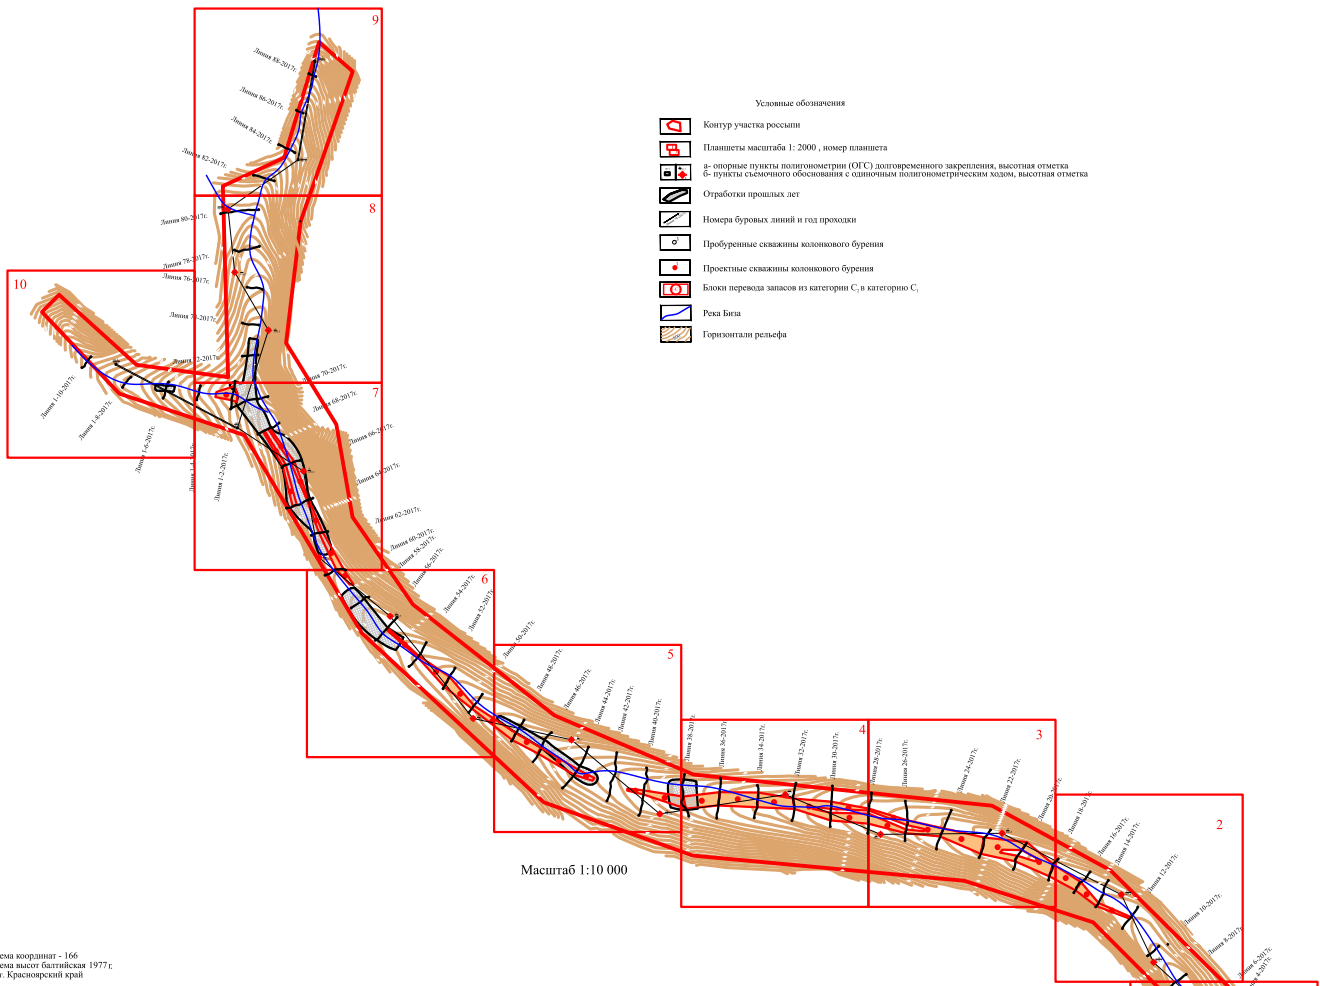 9
Линия 88-2017г.
Линия 86-2017г.
Линия 84-2017г.
Линия 82-2017г.
8
Линия 80-2017г.
Линия 78-2017г.
Линия 76-2017г.
10
7
Линия 70-2017г.
Линия 68-2017г.
Линия 66-2017г.
Линия 64-2017г.
Линия 62-2017г.
Линия 60-2017г.
Линия 58-2017г.
Линия 1-10-2017г.
Линия 1-8-2017г.
Линия 1-6-2017г.
Линия 1-2-2017г.
Условные обозначения
Контур участка россыпи
Планшеты масштаба 1: 2000 , номер планшета
а- опорные пункты полигонометрии (ОГС) долговременного закрепления, высотная отметка
б- пункты съемочного обоснования с одиночным полигонометрическим ходом, высотная отметка
Отработки прошлых лет
Номера буровых линий и год проходки
Пробуренные скважины колонкового бурения
Проектные скважины колонкового бурения
Блоки перевода запасов из категории С₂ в категорию С₁
Река Биза
Горизонтали рельефа
6
Линия 54-2017г.
Линия 52-2017г.
Линия 50-2017г.
5
Линия 48-2017г.
Линия 46-2017г.
Линия 44-2017г.
Линия 42-2017г.
Линия 40-2017г.
4
Линия 38-2017г.
Линия 36-2017г.
Линия 34-2017г.
Линия 32-2017г.
Линия 30-2017г.
3
Линия 28-2017г.
Линия 26-2017г.
Линия 24-2017г.
Линия 22-2017г.
2
Линия 18-2017г.
Линия 16-2017г.
Линия 14-2017г.
Линия 12-2017г.
Линия 10-2017г.
Линия 8-2017г.
Линия 6-2017г.
Масштаб 1:10 000
ема координат - 166
ема высот балтийская 1977 г.
г. Красноярский край